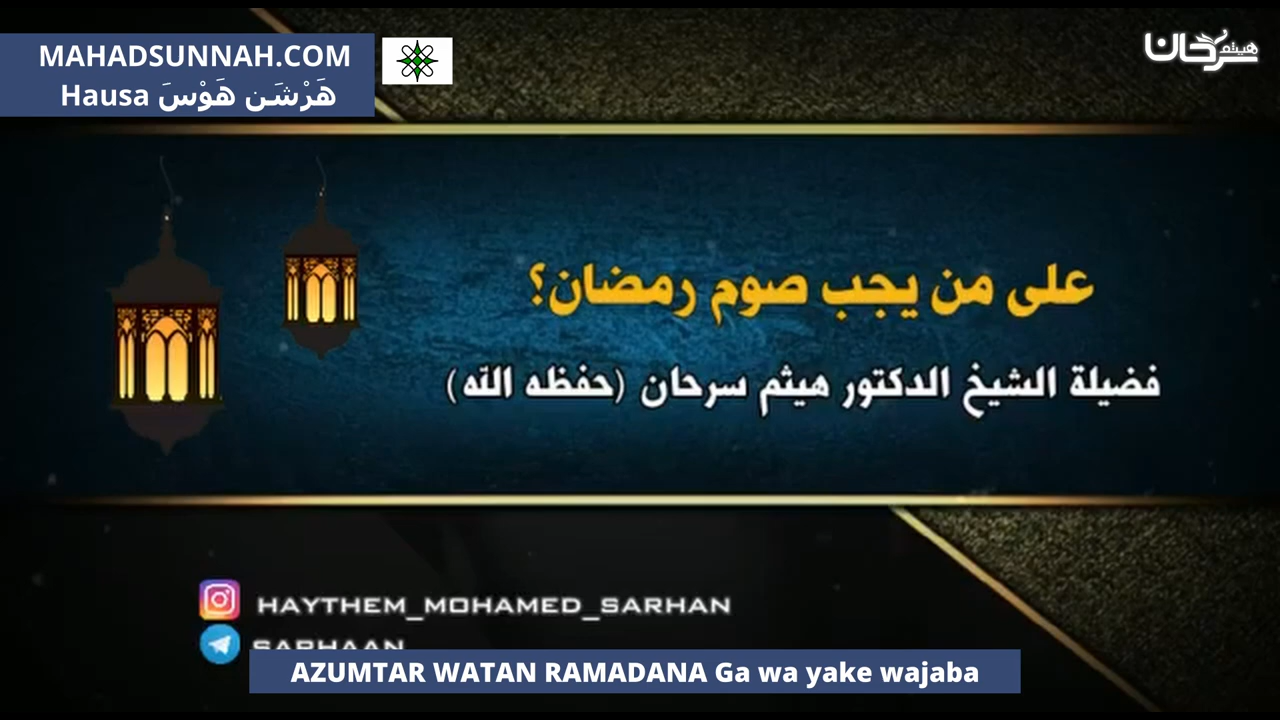 MAHADSUNNAH.COM
Hausa هَرْشَن هَوْسَ
هيثم سرحان
على من يجب صوم رمضان؟
فضيلة الشيخ الدكتور هيثم سرحان (حفظه الله)
HAYTHEM_MOHAMED_SARHAN
SARHAAN
AZUMTAR WATAN RAMADANA Ga wa yake wajaba